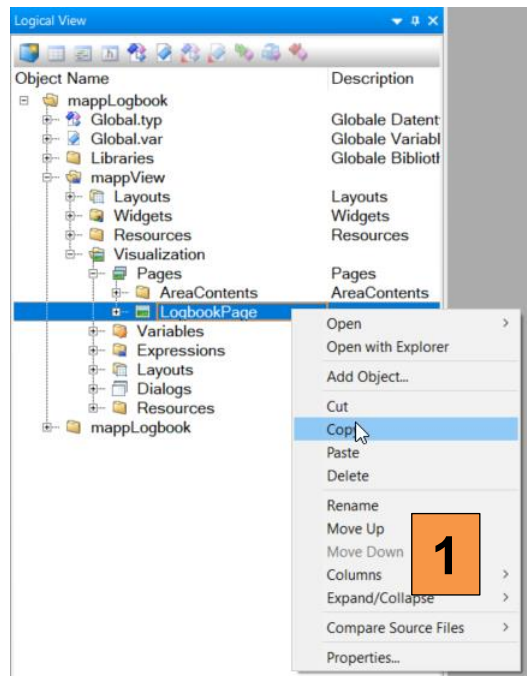 Logical View
Object Name Description
mappLogbook
Global.typ Globale Datent
Global.var Globale Variabl
Libraries Globale Biblioth
mappView
Layouts Layouts
Widgets Widgets
Resources Resources
Visualization
Pages Pages
AreaContents AreaContents
LogbookPage
Variables
Expressions
Layouts
Dialogs
Resources
mappLogbook
Open
Open with Explorer
Add Object...
Cut
Copy
Paste
Delete
Rename
Move Up
Move Down
Columns
Expand/Collapse
Compare Source Files
Properties...
1